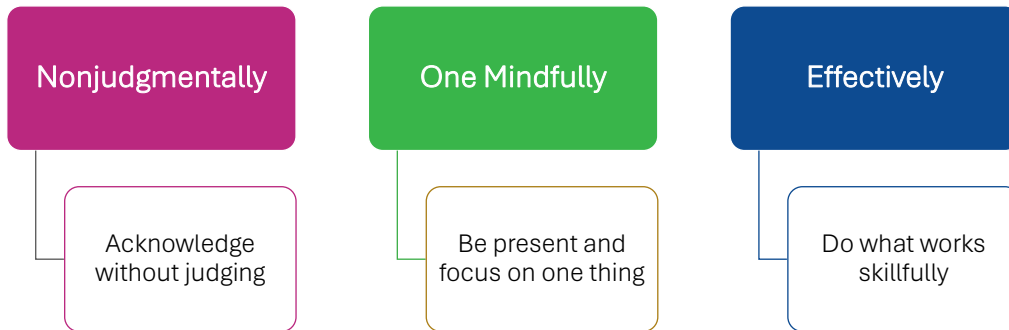 Nonjudgmentally
One Mindfully
Effectively
Acknowledge
without judging
Be present and
focus on one thing
Do what works
skillfully